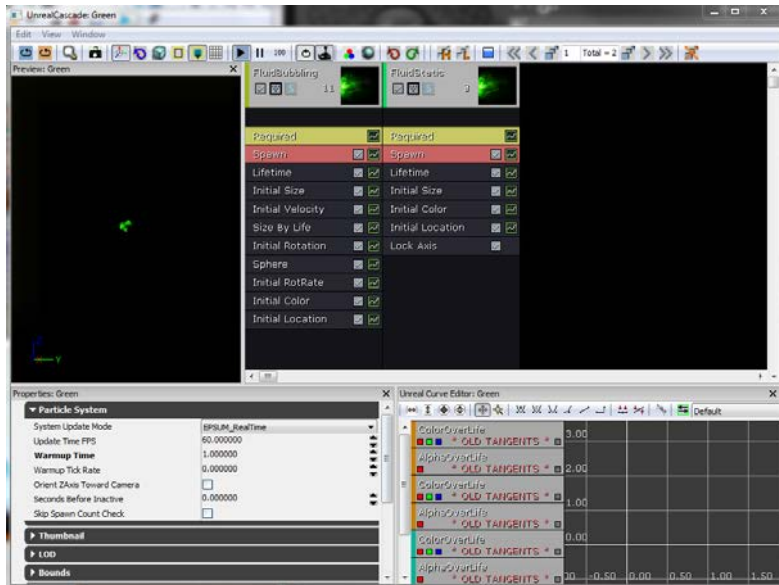 UnrealCascade: Green
Edit View Window
100
1 Total = 2
Preview: Green
FluidBubbling
11
FluidStatic
3
Required
Spawn
Lifetime
Initial Size
Initial Velocity
Size By Life
Initial Rotation
Sphere
Initial RotRate
Initial Color
Initial Location
Required
Spawn
Lifetime
Initial Size
Initial Color
Initial Location
Lock Axis
Y
Properties: Green
Particle System
System Update Mode EPSUM_RealTime
Update Time FPS 60.000000
Warmup Time 1.000000
Warmup Tick Rate 0.000000
Orient ZAxis Toward Camera
Seconds Before Inactive 0.000000
Skip Spawn Count Check
Thumbnail
LOD
Bounds
Unreal Curve Editor: Green
Default
ColorOverLife
* OLD TANGENTS *
AlphaOverLife
* OLD TANGENTS *
ColorOverLife
* OLD TANGENTS *
AlphaOverLife
* OLD TANGENTS *
ColorOverLife
* OLD TANGENTS *
AlphaOverLife
* OLD TANGENTS *
3.00
2.00
1.00
0.00
-0.50 0.00 0.50 1.00 1.50